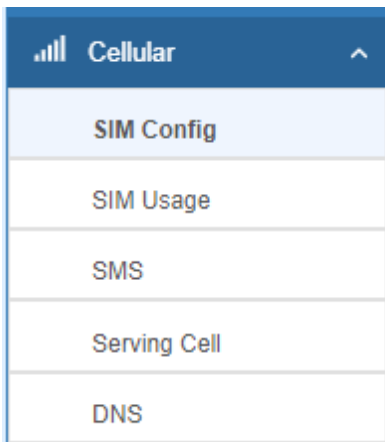 Cellular
SIM Config
SIM Usage
SMS
Serving Cell
DNS